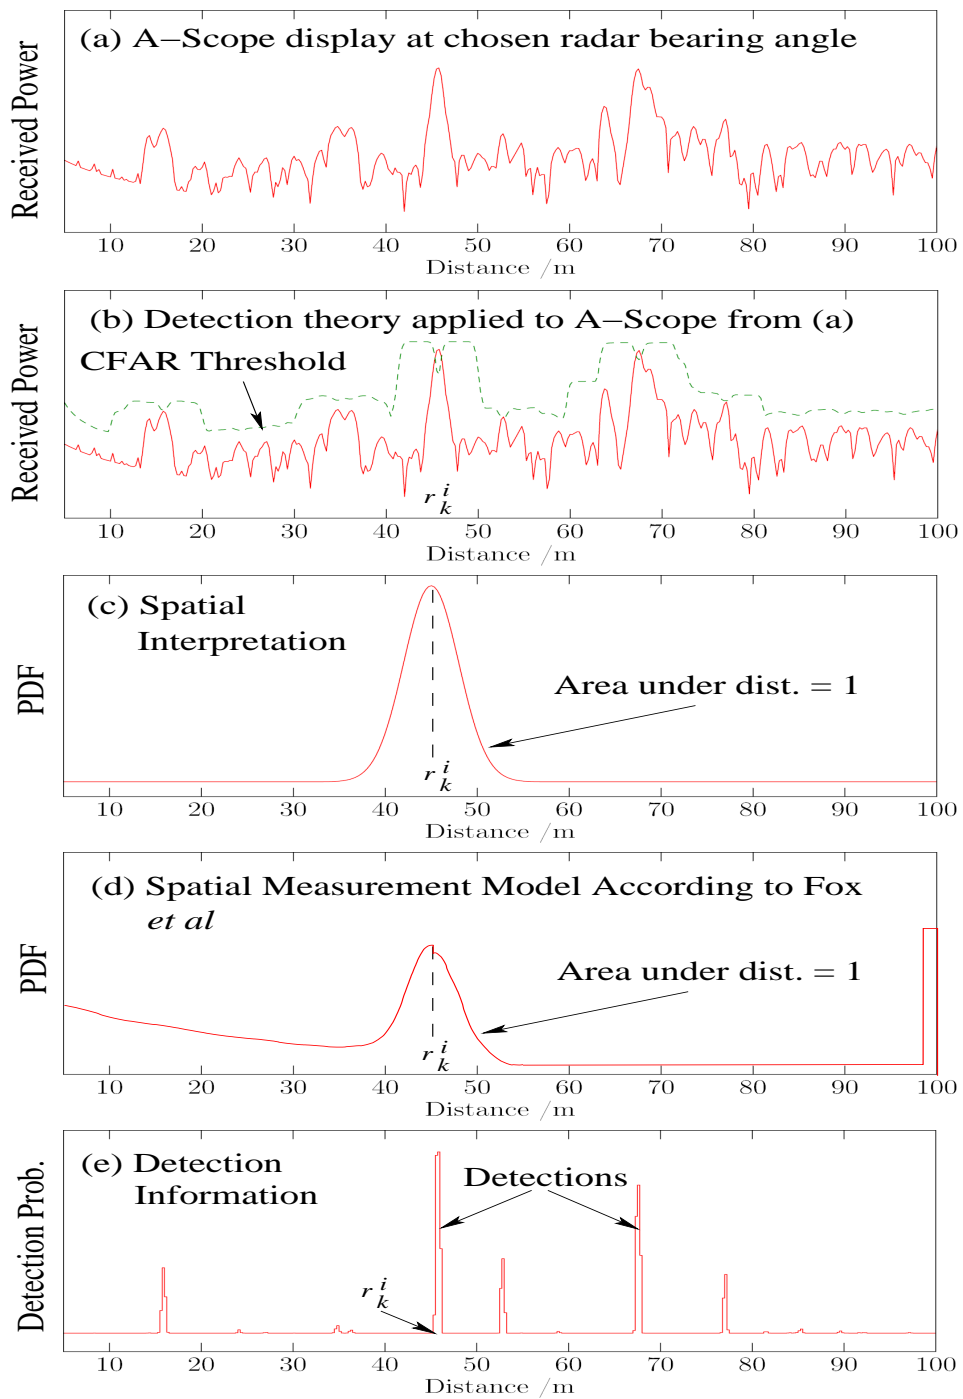 (a) A–Scope display at chosen radar bearing angle
Received Power
10 20 30 40 50 60 70 80 90 100
Distance /m
(b) Detection theory applied to A–Scope from (a)
CFAR Threshold
Received Power
r_k^i
10 20 30 40 50 60 70 80 90 100
Distance /m
(c) Spatial
Interpretation
Area under dist. = 1
PDF
r_k^i
10 20 30 40 50 60 70 80 90 100
Distance /m
(d) Spatial Measurement Model According to Fox
et al
Area under dist. = 1
PDF
r_k^i
10 20 30 40 50 60 70 80 90 100
Distance /m
(e) Detection
Information
Detections
Detection Prob.
r_k^i
10 20 30 40 50 60 70 80 90 100
Distance /m